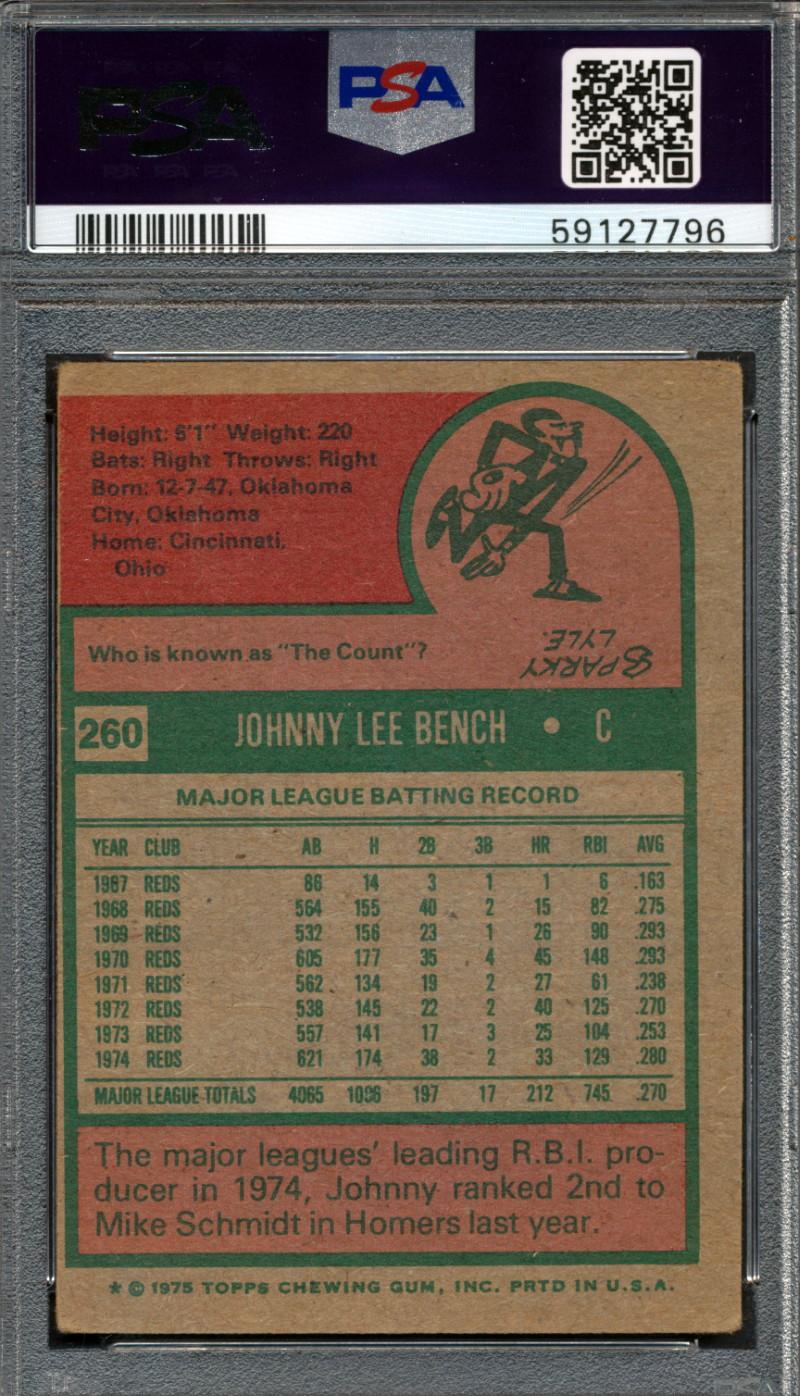 PSA
PSA
59127796
Height: 6'1" Weight: 220
Bats: Right Throws: Right
Born: 12-7-47, Oklahoma
City, Oklahoma
Home: Cincinnati,
Ohio
Who is known as "The Count"?
SPARKY
LYLE.
260 JOHNNY LEE BENCH • C
MAJOR LEAGUE BATTING RECORD
YEAR CLUB AB H 2B 3B HR RBI AVG
1967 REDS 86 14 3 1 1 6 .163
1968 REDS 564 155 40 2 15 82 .275
1969 REDS 532 156 23 1 26 90 .293
1970 REDS 605 177 35 4 45 148 .293
1971 REDS 562 134 19 2 27 61 .238
1972 REDS 538 145 22 2 40 125 .270
1973 REDS 557 141 17 3 25 104 .253
1974 REDS 621 174 38 2 33 129 .280
MAJOR LEAGUE TOTALS 4065 1096 197 17 212 745 .270
The major leagues' leading R.B.I. pro-
ducer in 1974, Johnny ranked 2nd to
Mike Schmidt in Homers last year.
* © 1975 TOPPS CHEWING GUM, INC. PRTD IN U.S.A.